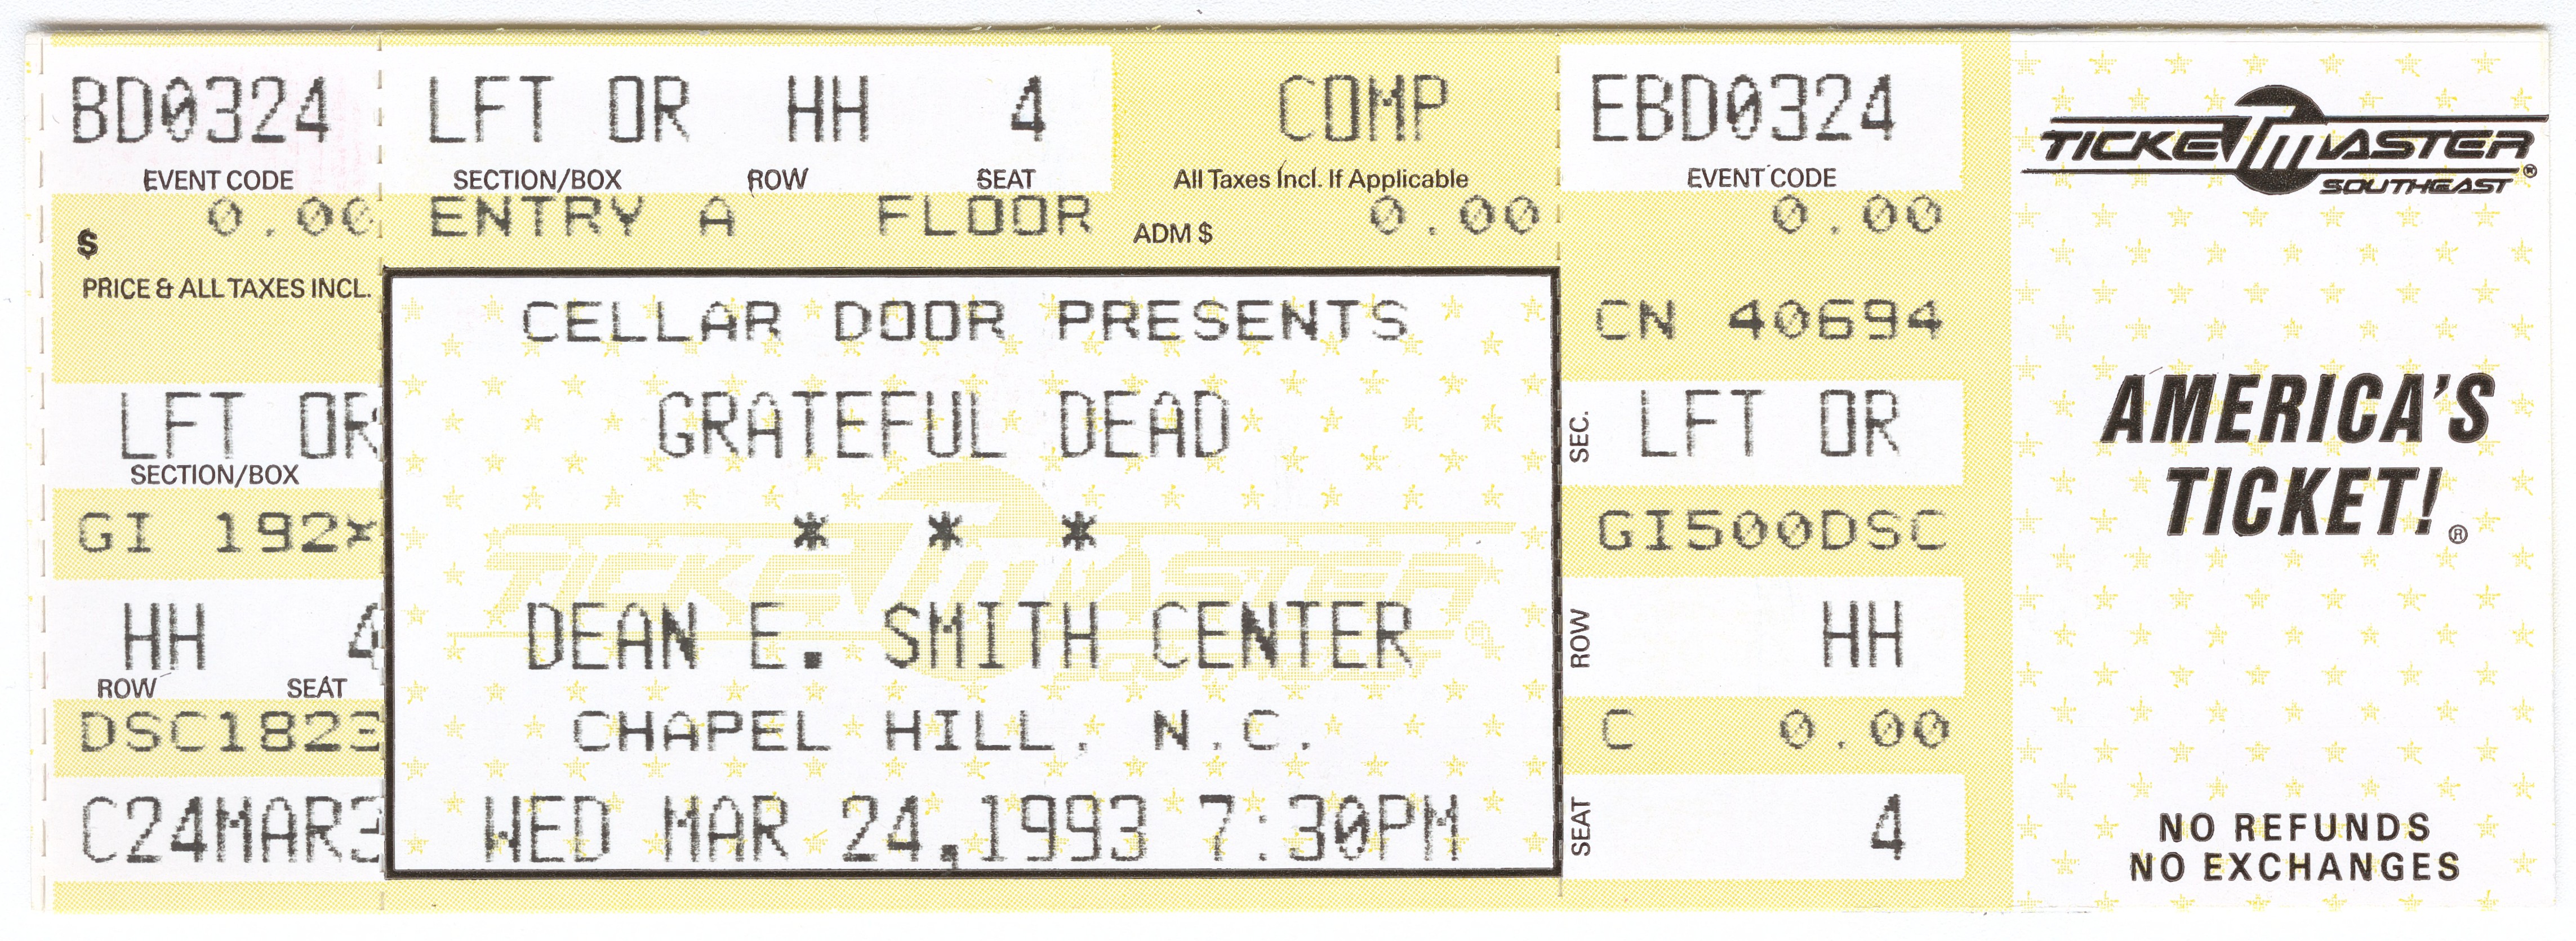 BD0324
EVENT CODE
$ 0.00
PRICE & ALL TAXES INCL.
LFT OR
SECTION/BOX
GI 192*
HH 4
ROW SEAT
DSC1823
C24MAR3
LFT OR HH 4 COMP
SECTION/BOX ROW SEAT All Taxes Incl. If Applicable
ENTRY A FLOOR ADM $ 0.00
CELLAR DOOR PRESENTS
GRATEFUL DEAD
* * *
DEAN E. SMITH CENTER
CHAPEL HILL, N.C.
WED MAR 24,1993 7:30PM
TICKETMASTER®
EBD0324
EVENT CODE
0.00
CN 40694
SEC. LFT OR
GI500DSC
ROW HH
C 0.00
SEAT 4
TICKETMASTER®
SOUTHEAST
AMERICA'S
TICKET!®
NO REFUNDS
NO EXCHANGES